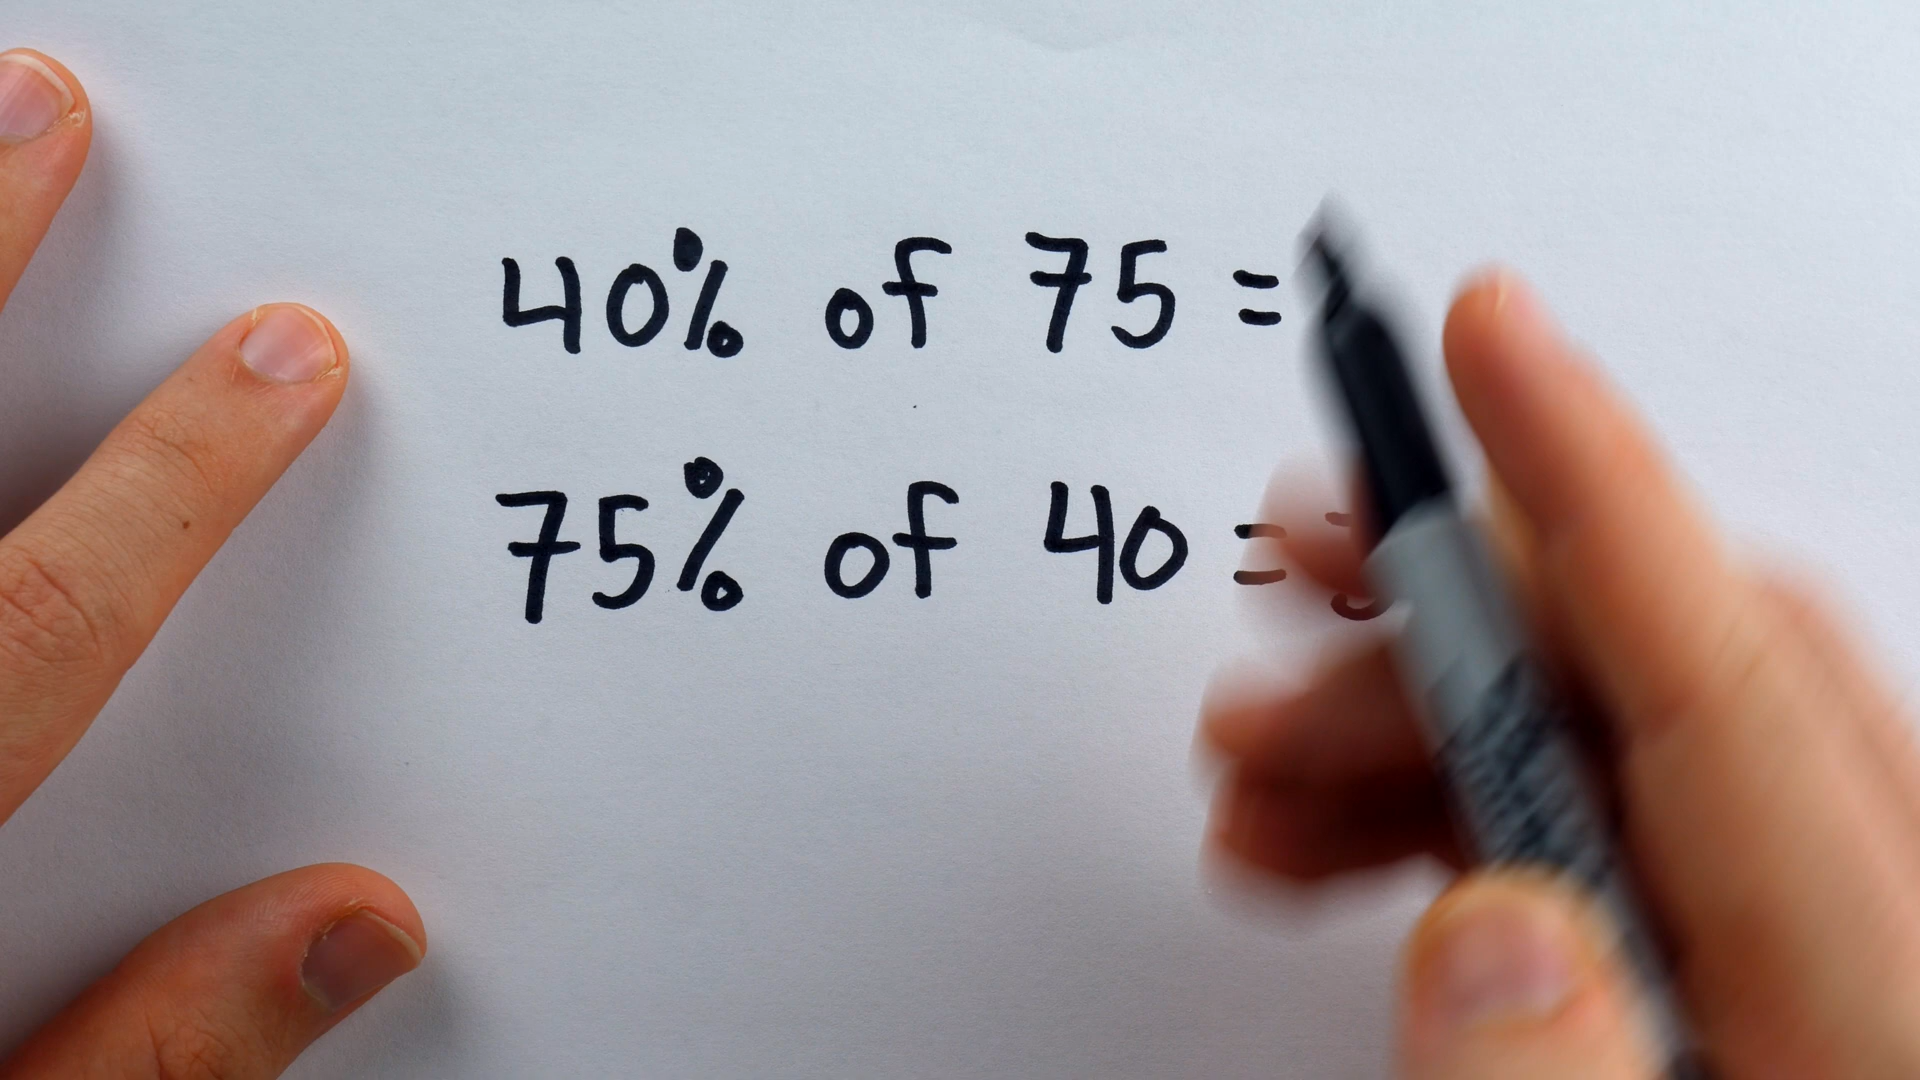 40% of 75 =
75% of 40 =